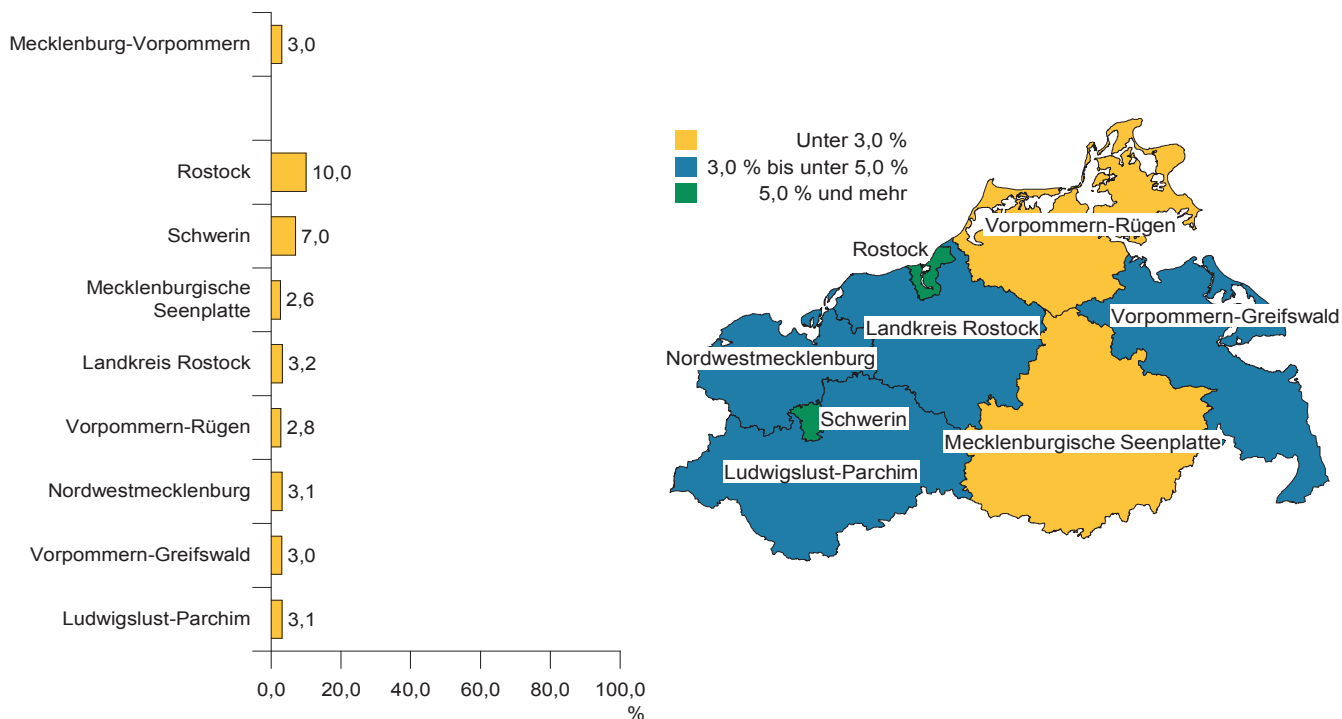 Mecklenburg-Vorpommern
3,0
Rostock
10,0
Schwerin
7,0
Mecklenburgische
Seenplatte
2,6
Landkreis Rostock
3,2
Vorpommern-Rügen
2,8
Nordwestmecklenburg
3,1
Vorpommern-Greifswald
3,0
Ludwigslust-Parchim
3,1
0,0 20,0 40,0 60,0 80,0 100,0
%
Unter 3,0 %
3,0 % bis unter 5,0 %
5,0 % und mehr
Vorpommern-Rügen
Rostock
Vorpommern-Greifswald
Landkreis Rostock
Nordwestmecklenburg
Schwerin
Mecklenburgische Seenplatte
Ludwigslust-Parchim